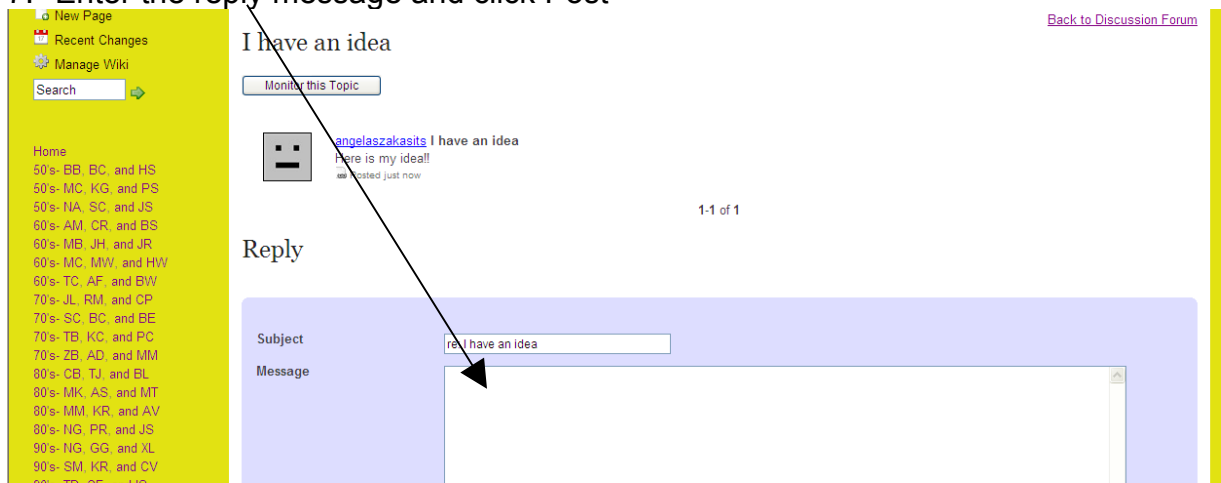 7. Enter the reply message and click Post
New Page
Recent Changes
Manage Wiki
Search
Home
50's- BB, BC, and HS
50's- MC, KG, and PS
50's- NA, SC, and JS
60's- AM, CR, and BS
60's- MB, JH, and JR
60's- MC, MW, and HW
60's- TC, AF, and BW
70's- JL, RM, and CP
70's- SC, BC, and BE
70's- TB, KC, and PC
70's- ZB, AD, and MM
80's- CB, TJ, and BL
80's- MK, AS, and MT
80's- MM, KR, and AV
80's- NG, PR, and JS
90's- NG, GG, and XL
90's- SM, KR, and CV
Back to Discussion Forum
I have an idea
Monitor this Topic
angelaszakasits I have an idea
Here is my idea!!
Posted just now
1-1 of 1
Reply
Subject
re: I have an idea
Message